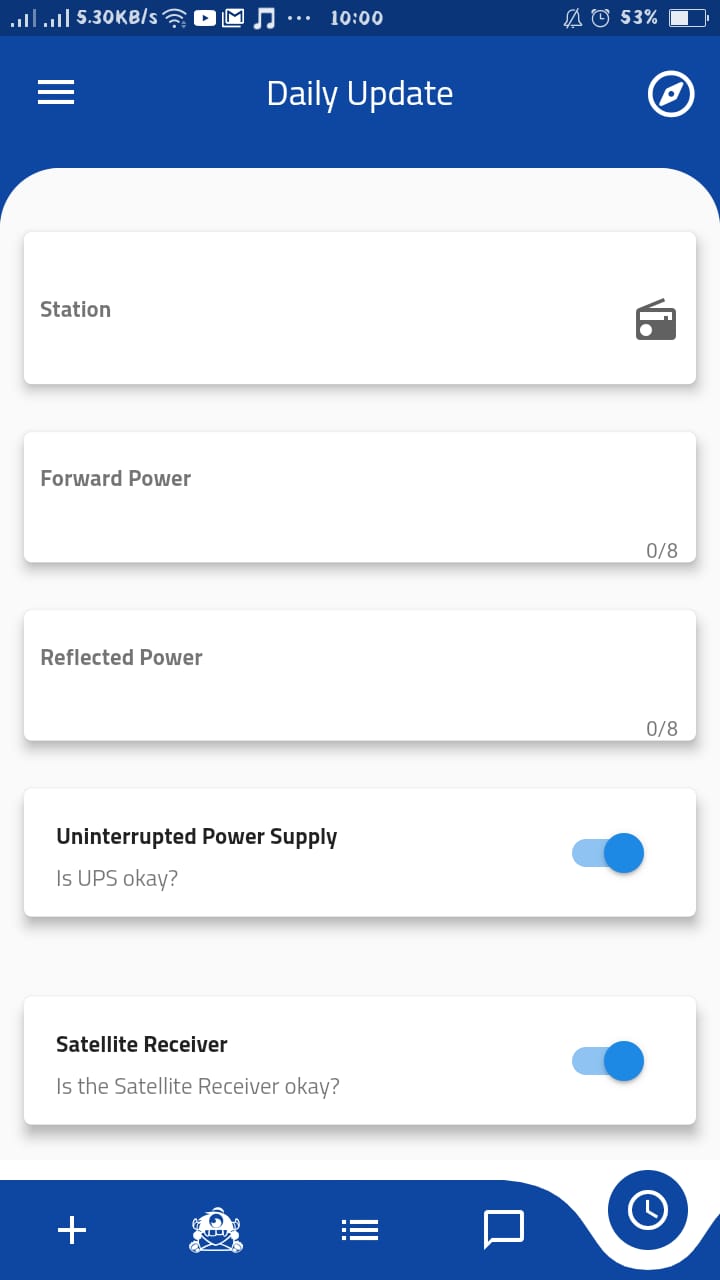 5.30KB/s ... 10:00 53%
Daily Update
Station
Forward Power
0/8
Reflected Power
0/8
Uninterrupted Power Supply
Is UPS okay?
Satellite Receiver
Is the Satellite Receiver okay?